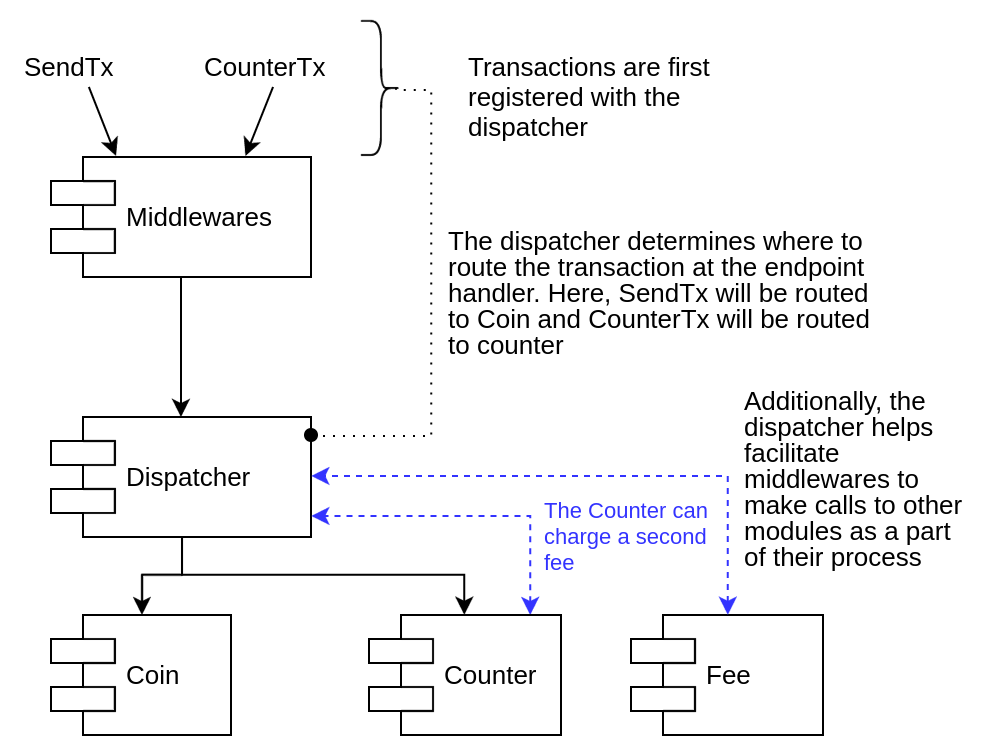 SendTx
CounterTx
Transactions are first
registered with the
dispatcher
Middlewares
The dispatcher determines where to
route the transaction at the endpoint
handler. Here, SendTx will be routed
to Coin and CounterTx will be routed
to counter
Additionally, the
dispatcher helps
facilitate
middlewares to
make calls to other
modules as a part
of their process
Dispatcher
The Counter can
charge a second
fee
Coin
Counter
Fee